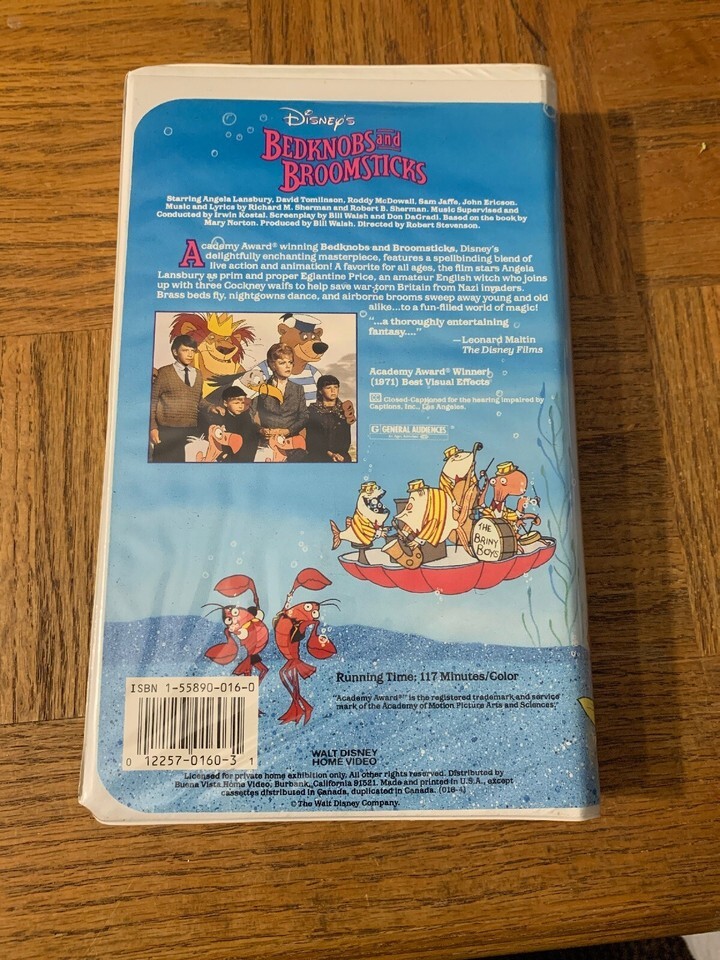 Disney's
BEDKNOBS and
BROOMSTICKS
Starring Angela Lansbury, David Tomlinson, Roddy McDowall, Sam Jaffe, John Ericson.
Music and Lyrics by Richard M. Sherman and Robert B. Sherman. Music Supervised and
Conducted by Irwin Kostal. Screenplay by Bill Walsh and Don DaGradi. Based on the book by
Mary Norton. Produced by Bill Walsh. Directed by Robert Stevenson.
Academy Award® winning Bedknobs and Broomsticks, Disney's
delightfully enchanting masterpiece, features a spellbinding blend of
live action and animation! A favorite for all ages, the film stars Angela
Lansbury as prim and proper Eglantine Price, an amateur English witch who joins
up with three Cockney waifs to help save war-torn Britain from Nazi invaders.
Brass beds fly, nightgowns dance, and airborne brooms sweep away young and old
alike...to a fun-filled world of magic!
"...a thoroughly entertaining
fantasy...."
—Leonard Maltin
The Disney Films
Academy Award® Winner!
(1971) Best Visual Effects
Closed-Captioned for the hearing impaired by
Captions, Inc., Los Angeles.
G GENERAL AUDIENCES
THE
BRINY
BOYS
Running Time: 117 Minutes/Color
"Academy Award®" is the registered trademark and service
mark of the Academy of Motion Picture Arts and Sciences."
ISBN 1-55890-016-0
0 12257-0160-3 1
WALT DISNEY
HOME VIDEO
Licensed for private home exhibition only. All other rights reserved. Distributed by
Buena Vista Home Video, Burbank, California 91521. Made and printed in U.S.A., except
cassettes distributed in Canada, duplicated in Canada. (016-4)
© The Walt Disney Company.